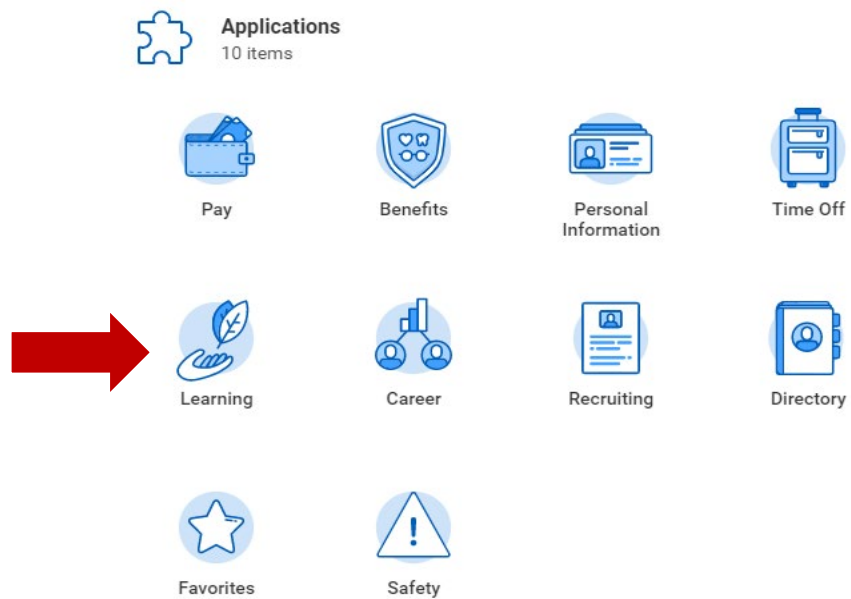 Applications
10 items
Pay
Benefits
Personal
Information
Time Off
Learning
Career
Recruiting
Directory
Favorites
Safety